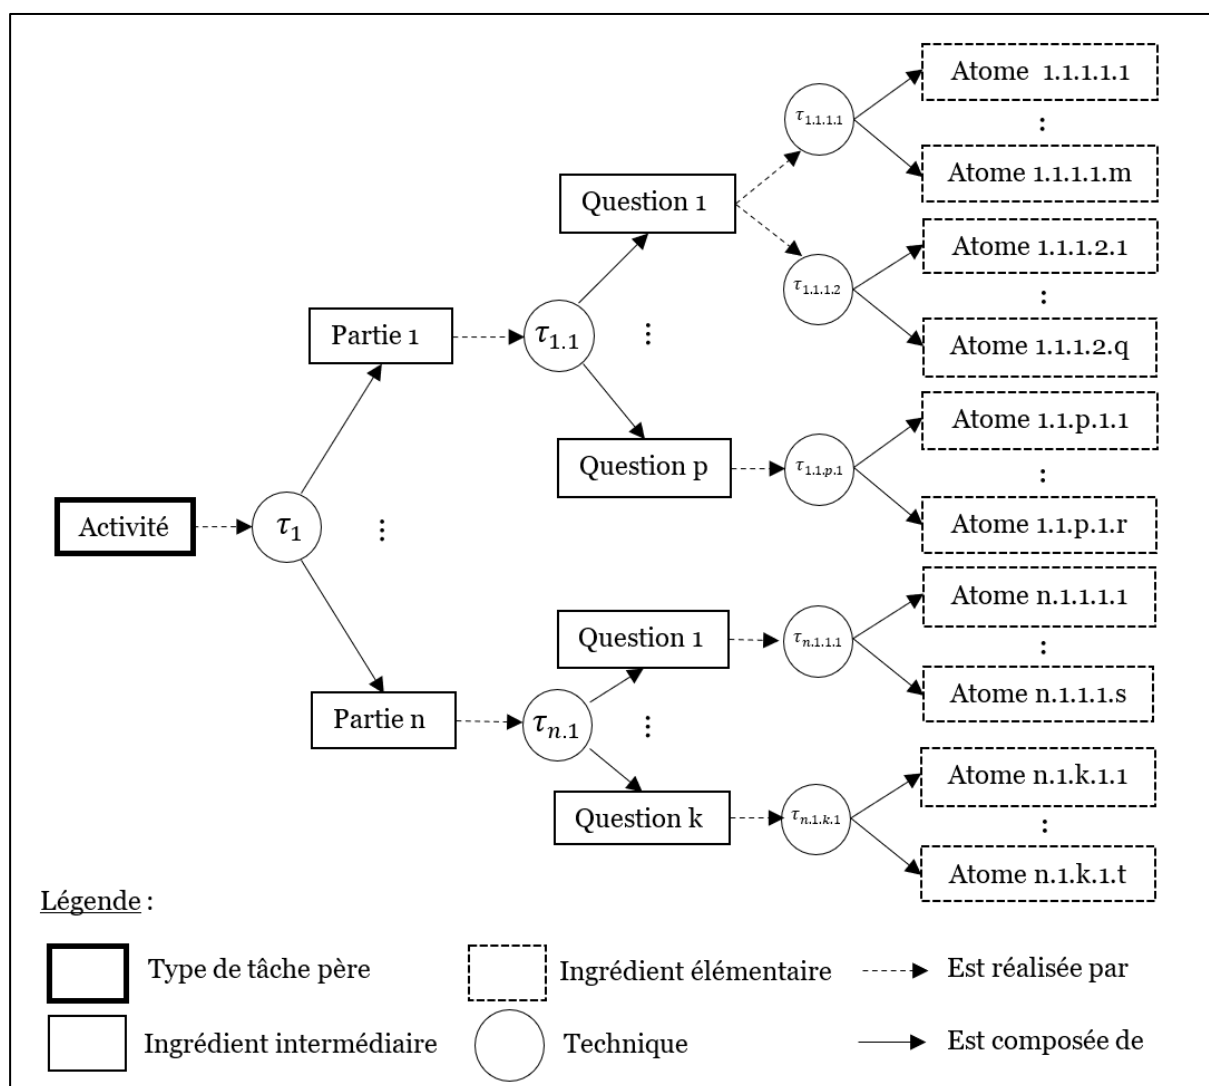 Atome 1.1.1.1.1
τ1.1.1.1
:
Atome 1.1.1.1.m
Question 1
Atome 1.1.1.2.1
τ1.1.1.2
:
Atome 1.1.1.2.q
Partie 1
τ1.1
⋮
Atome 1.1.p.1.1
Question p
τ1.1.p.1
:
Activité
τ1
⋮
Atome 1.1.p.1.r
Atome n.1.1.1.1
Question 1
τn.1.1.1
:
Atome n.1.1.1.s
Partie n
τn.1
⋮
Atome n.1.k.1.1
Question k
τn.1.k.1
:
Atome n.1.k.1.t
Légende :
Type de tâche père
Ingrédient élémentaire
Est réalisée par
Ingrédient intermédiaire
Technique
Est composée de